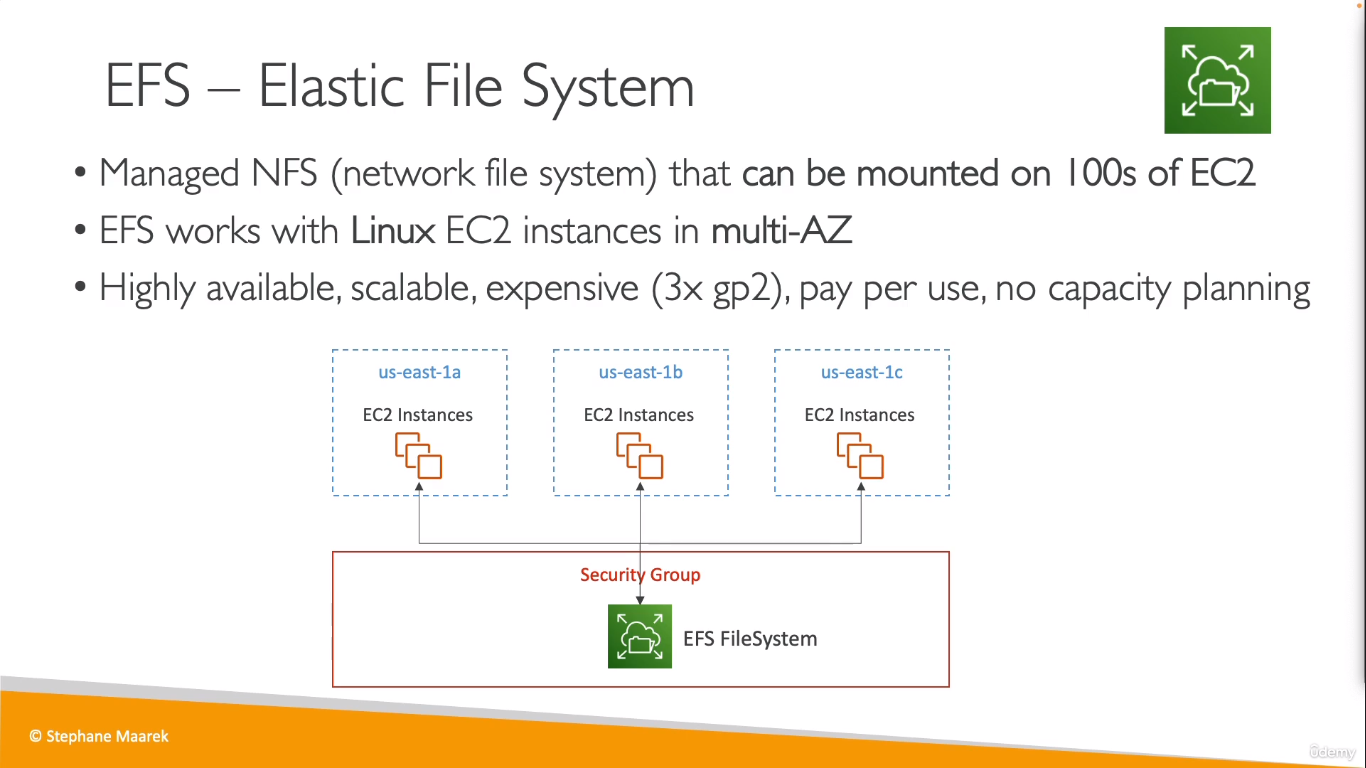 EFS – Elastic File System
• Managed NFS (network file system) that can be mounted on 100s of EC2
• EFS works with Linux EC2 instances in multi-AZ
• Highly available, scalable, expensive (3x gp2), pay per use, no capacity planning
us-east-1a
EC2 Instances
us-east-1b
EC2 Instances
us-east-1c
EC2 Instances
Security Group
EFS FileSystem
© Stephane Maarek
ûdemy